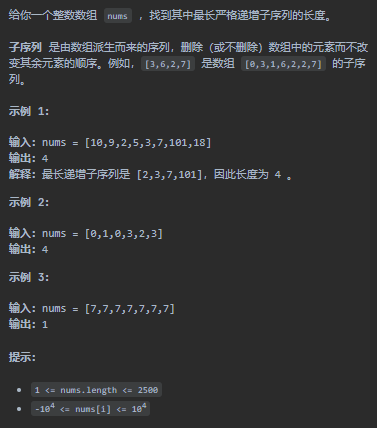 给你一个整数数组 nums ，找到其中最长严格递增子序列的长度。
子序列 是由数组派生而来的序列，删除（或不删除）数组中的元素而不改
变其余元素的顺序。例如，[3,6,2,7] 是数组 [0,3,1,6,2,2,7] 的子序
列。
示例 1：
输入：nums = [10,9,2,5,3,7,101,18]
输出：4
解释：最长递增子序列是 [2,3,7,101]，因此长度为 4 。
示例 2：
输入：nums = [0,1,0,3,2,3]
输出：4
示例 3：
输入：nums = [7,7,7,7,7,7,7]
输出：1
提示：
• 1 <= nums.length <= 2500
• -10⁴ <= nums[i] <= 10⁴